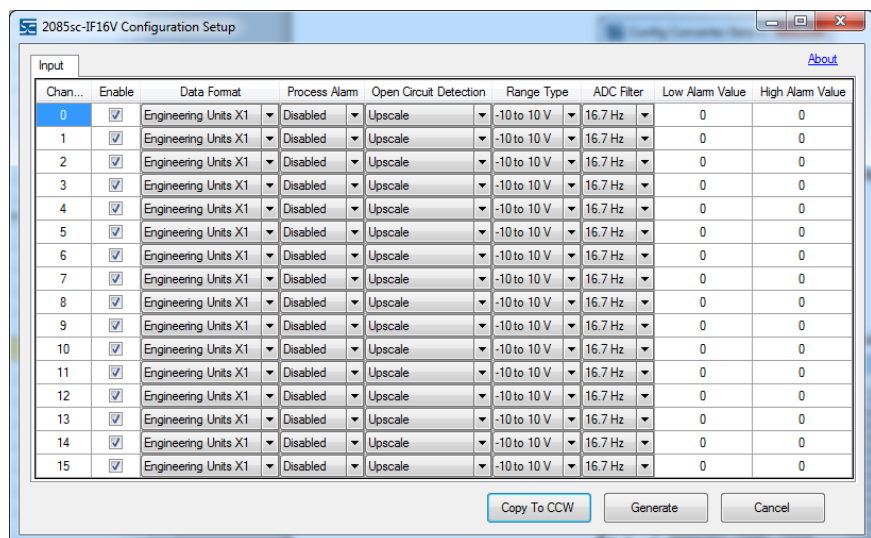 2085sc-IF16V Configuration Setup
About
Input
Chan... Enable Data Format Process Alarm Open Circuit Detection Range Type ADC Filter Low Alarm Value High Alarm Value
0 Engineering Units X1 Disabled Upscale -10 to 10 V 16.7 Hz 0 0
1 Engineering Units X1 Disabled Upscale -10 to 10 V 16.7 Hz 0 0
2 Engineering Units X1 Disabled Upscale -10 to 10 V 16.7 Hz 0 0
3 Engineering Units X1 Disabled Upscale -10 to 10 V 16.7 Hz 0 0
4 Engineering Units X1 Disabled Upscale -10 to 10 V 16.7 Hz 0 0
5 Engineering Units X1 Disabled Upscale -10 to 10 V 16.7 Hz 0 0
6 Engineering Units X1 Disabled Upscale -10 to 10 V 16.7 Hz 0 0
7 Engineering Units X1 Disabled Upscale -10 to 10 V 16.7 Hz 0 0
8 Engineering Units X1 Disabled Upscale -10 to 10 V 16.7 Hz 0 0
9 Engineering Units X1 Disabled Upscale -10 to 10 V 16.7 Hz 0 0
10 Engineering Units X1 Disabled Upscale -10 to 10 V 16.7 Hz 0 0
11 Engineering Units X1 Disabled Upscale -10 to 10 V 16.7 Hz 0 0
12 Engineering Units X1 Disabled Upscale -10 to 10 V 16.7 Hz 0 0
13 Engineering Units X1 Disabled Upscale -10 to 10 V 16.7 Hz 0 0
14 Engineering Units X1 Disabled Upscale -10 to 10 V 16.7 Hz 0 0
15 Engineering Units X1 Disabled Upscale -10 to 10 V 16.7 Hz 0 0
Copy To CCW Generate Cancel